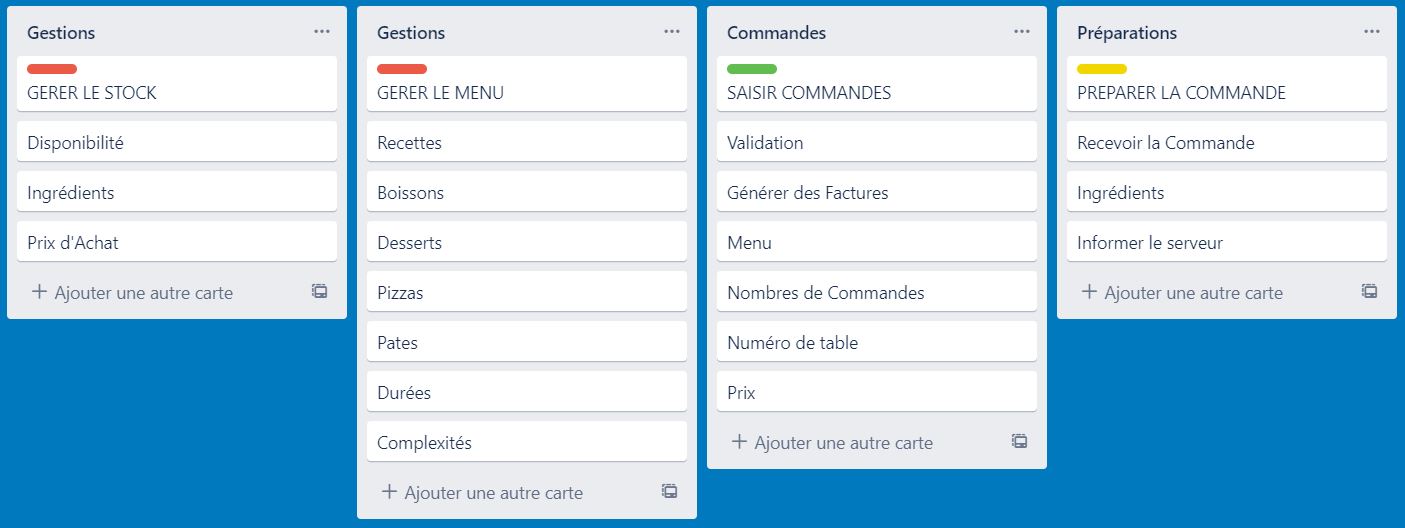 Gestions
GERER LE STOCK
Disponibilité
Ingrédients
Prix d'Achat
Ajouter une autre carte
Gestions
GERER LE MENU
Recettes
Boissons
Desserts
Pizzas
Pates
Durées
Complexités
Ajouter une autre carte
Commandes
SAISIR COMMANDES
Validation
Générer des Factures
Menu
Nombres de Commandes
Numéro de table
Prix
Ajouter une autre carte
Préparations
PREPARER LA COMMANDE
Recevoir la Commande
Ingrédients
Informer le serveur
Ajouter une autre carte